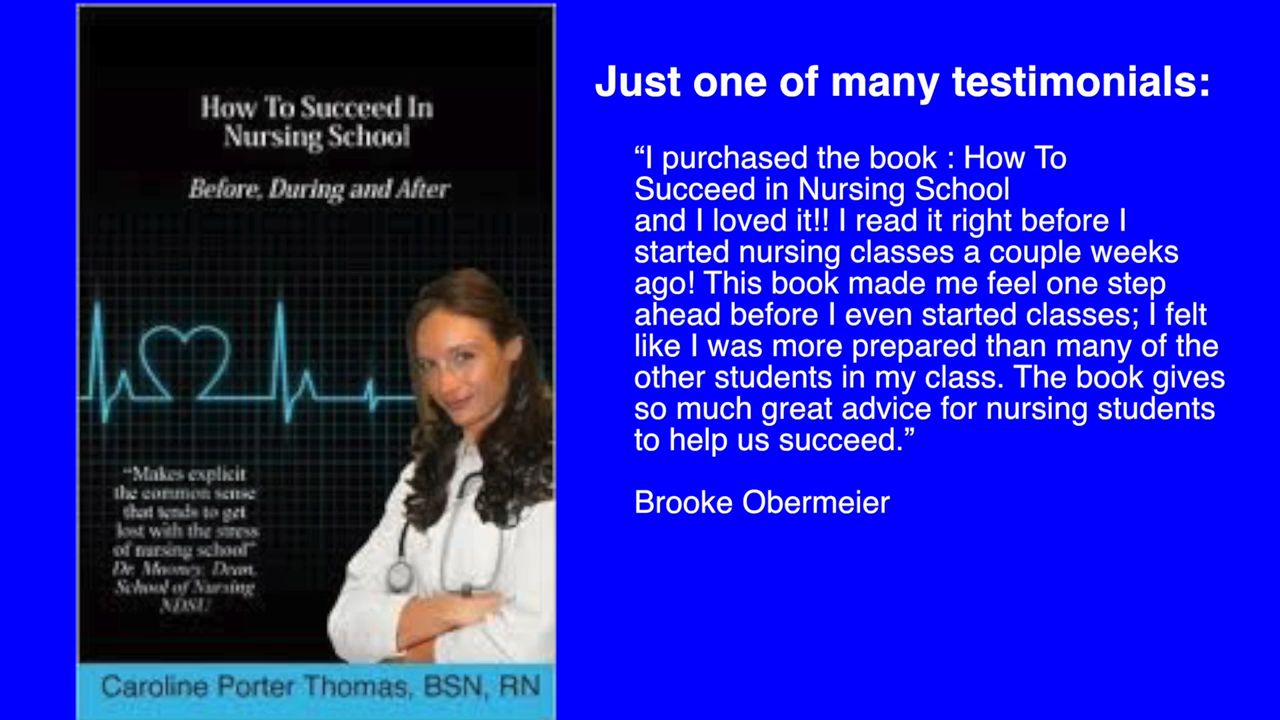 How To Succeed In
Nursing School
Before, During and After
"Makes explicit
the common sense
that tends to get
lost with the stress
of nursing school"
Dr. Mooney, Dean,
School of Nursing
NDSU
Caroline Porter Thomas, BSN, RN
Just one of many testimonials:
“I purchased the book : How To
Succeed in Nursing School
and I loved it!! I read it right before I
started nursing classes a couple weeks
ago! This book made me feel one step
ahead before I even started classes; I felt
like I was more prepared than many of the
other students in my class. The book gives
so much great advice for nursing students
to help us succeed.”
Brooke Obermeier